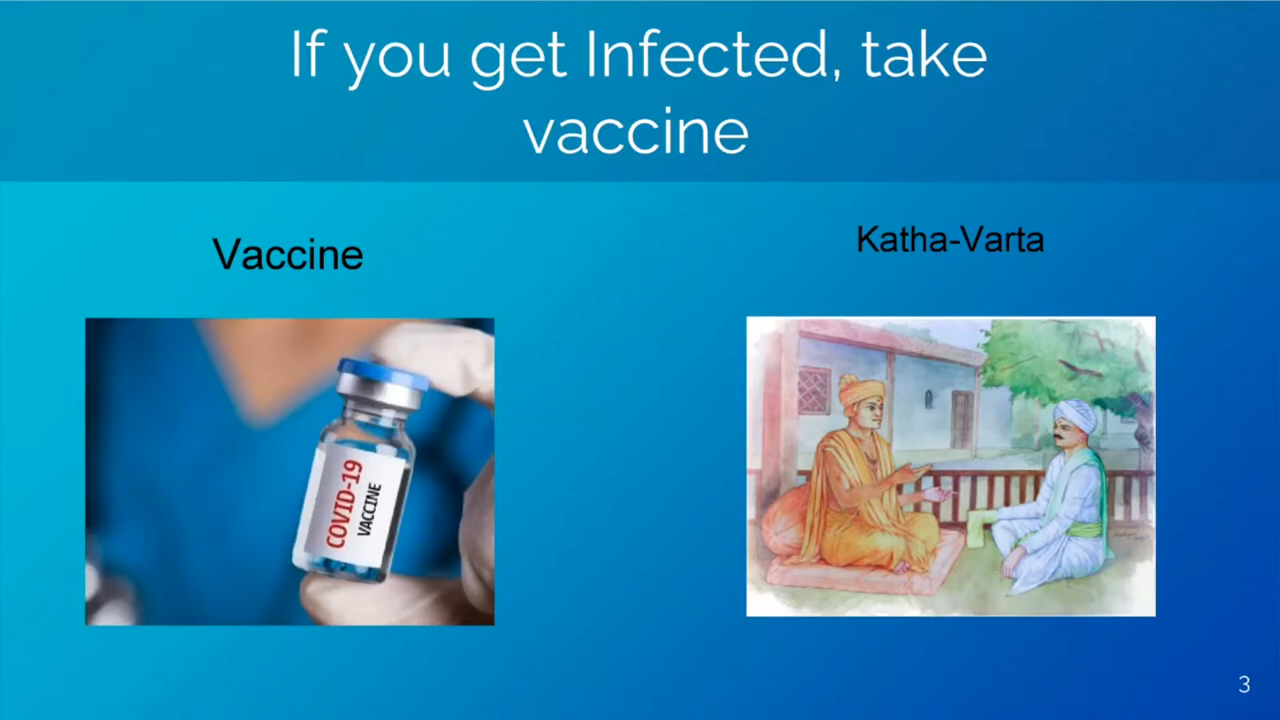 If you get Infected, take
vaccine
Vaccine
Katha-Varta
COVID-19
VACCINE
3